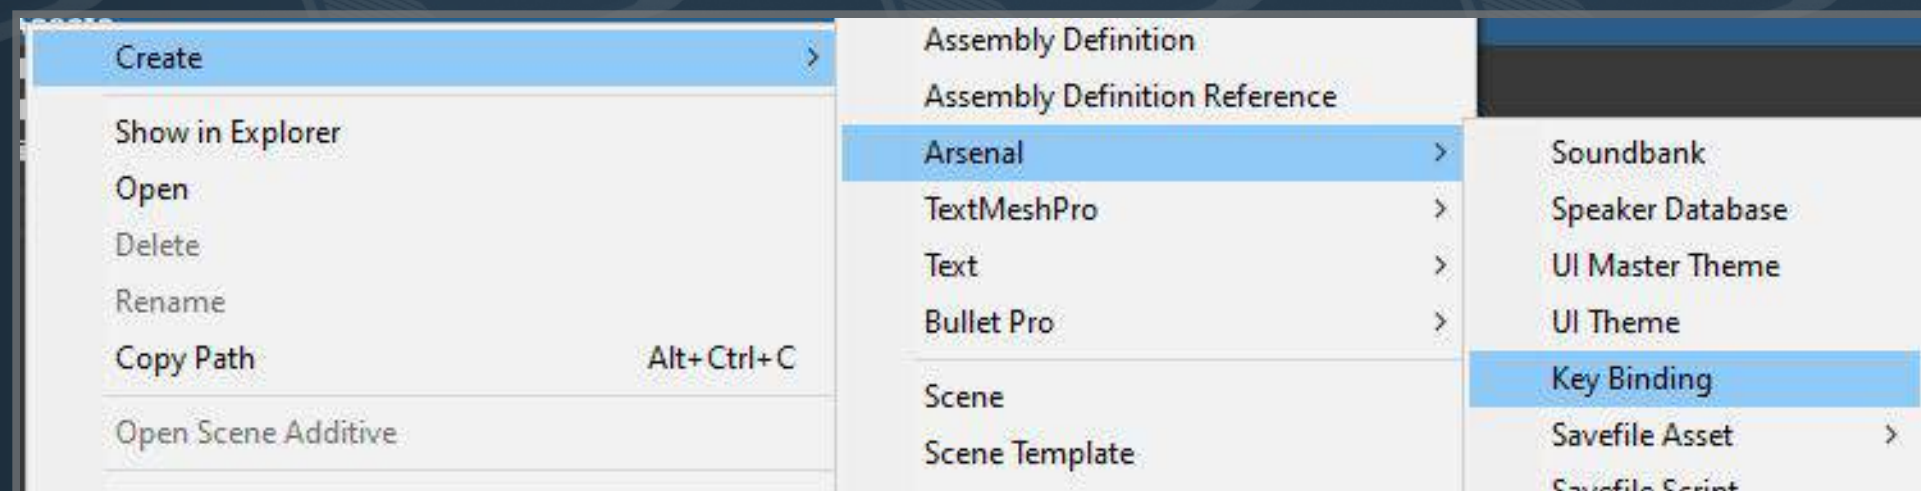 Create
Show in Explorer
Open
Delete
Rename
Copy Path Alt+Ctrl+C
Open Scene Additive
Assembly Definition
Assembly Definition Reference
Arsenal
TextMeshPro
Text
Bullet Pro
Scene
Scene Template
Soundbank
Speaker Database
UI Master Theme
UI Theme
Key Binding
Savefile Asset
Savefile Script